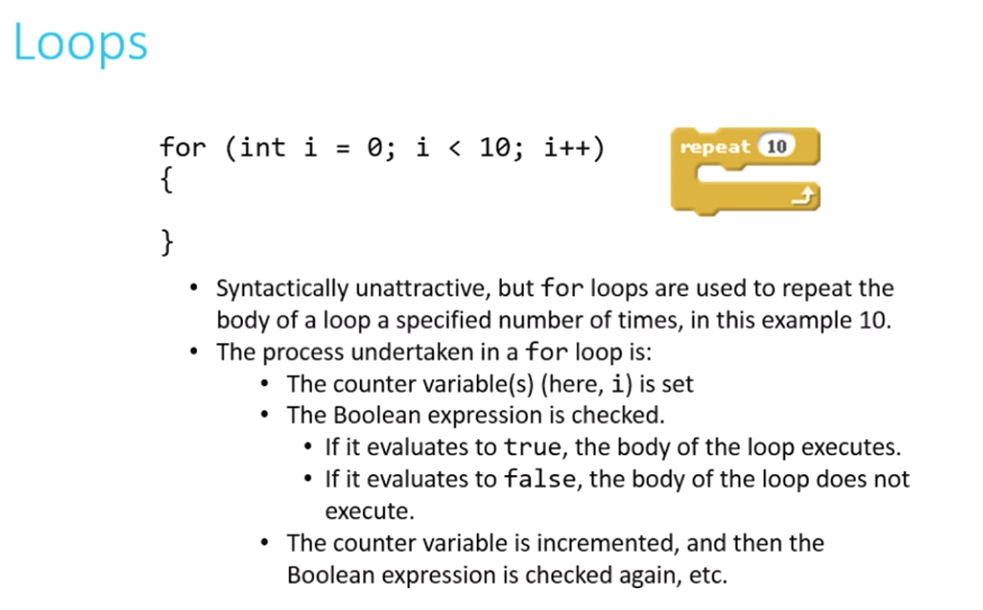 Loops
for (int i = 0; i < 10; i++)
{
}
repeat 10
• Syntactically unattractive, but for loops are used to repeat the
body of a loop a specified number of times, in this example 10.
• The process undertaken in a for loop is:
• The counter variable(s) (here, i) is set
• The Boolean expression is checked.
• If it evaluates to true, the body of the loop executes.
• If it evaluates to false, the body of the loop does not
execute.
• The counter variable is incremented, and then the
Boolean expression is checked again, etc.